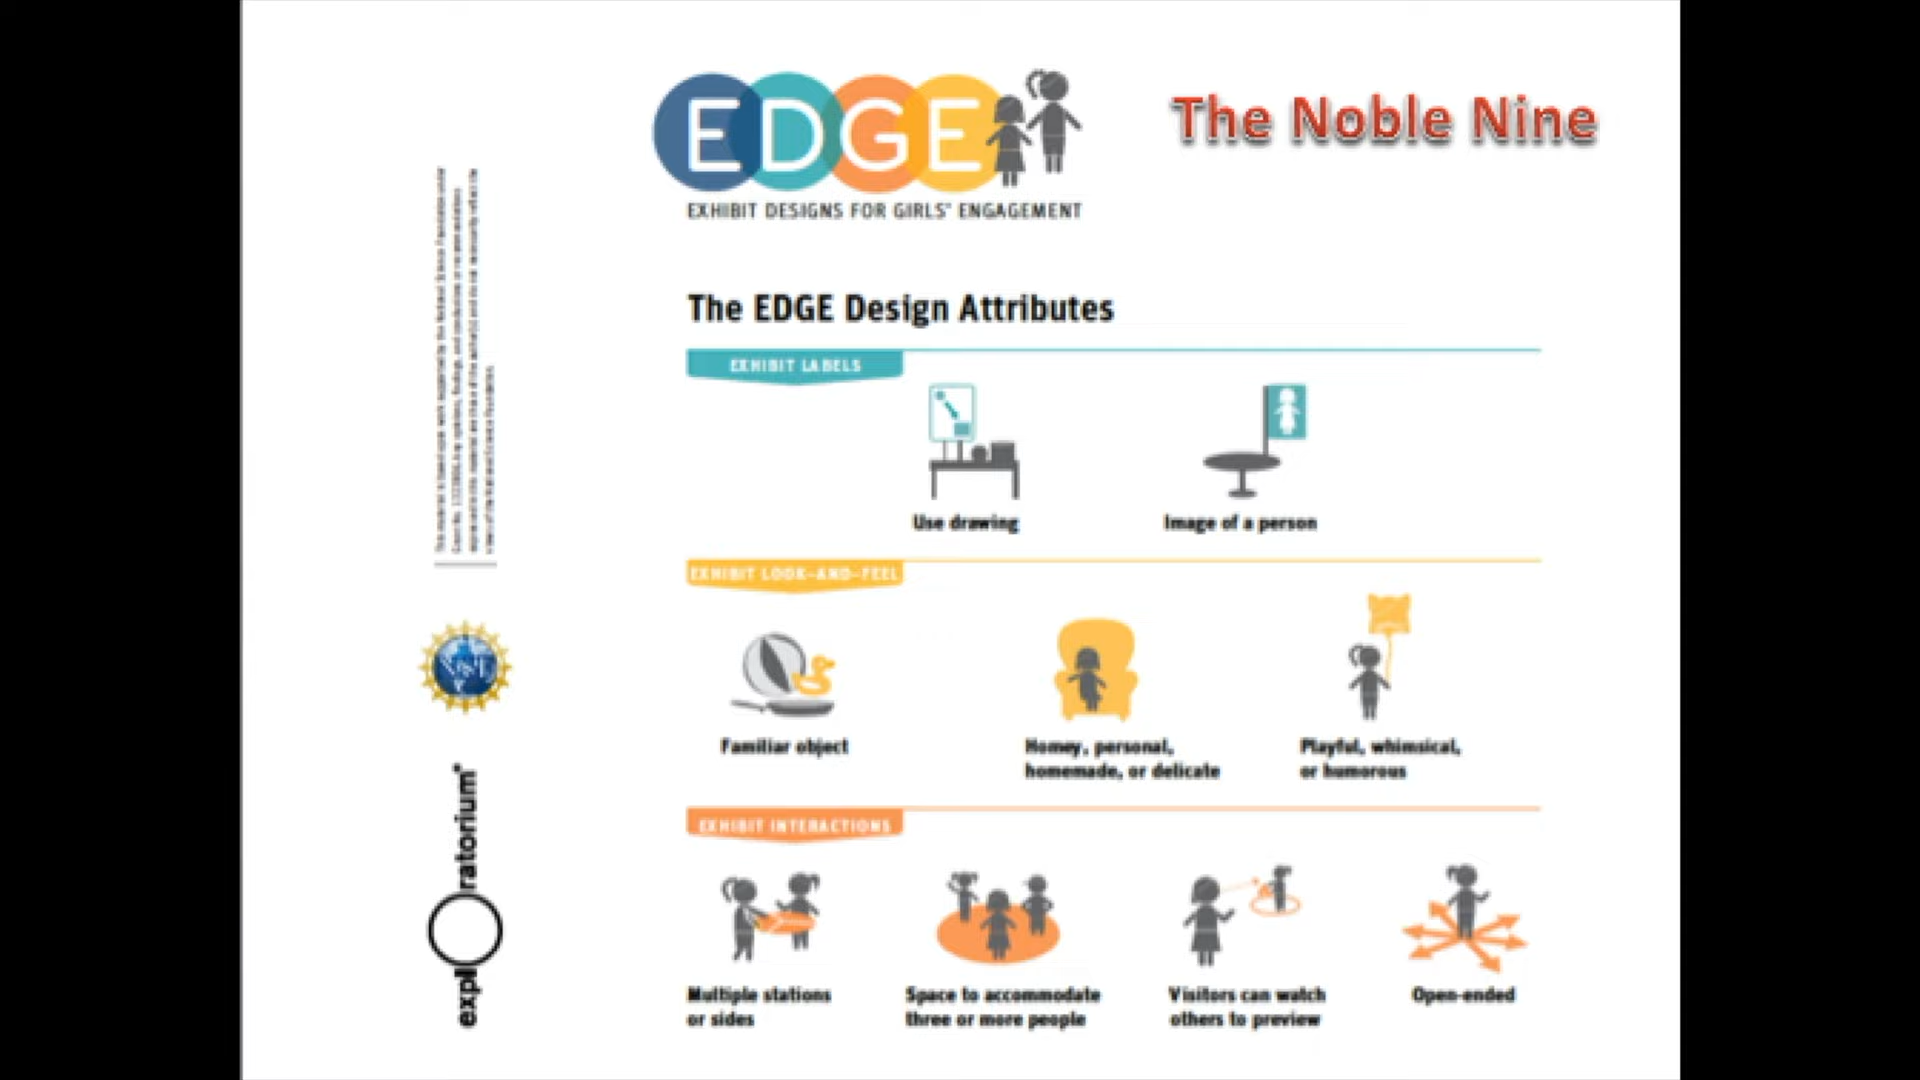 EDGE
The Noble Nine
EXHIBIT DESIGNS FOR GIRLS' ENGAGEMENT
The EDGE Design Attributes
EXHIBIT LABELS
Use drawing
Image of a person
EXHIBIT LOOK-AND-FEEL
Familiar object
Homey, personal,
homemade, or delicate
Playful, whimsical,
or humorous
EXHIBIT INTERACTIONS
Multiple stations
or sides
Space to accommodate
three or more people
Visitors can watch
others to preview
Open-ended
NSF
exploratorium